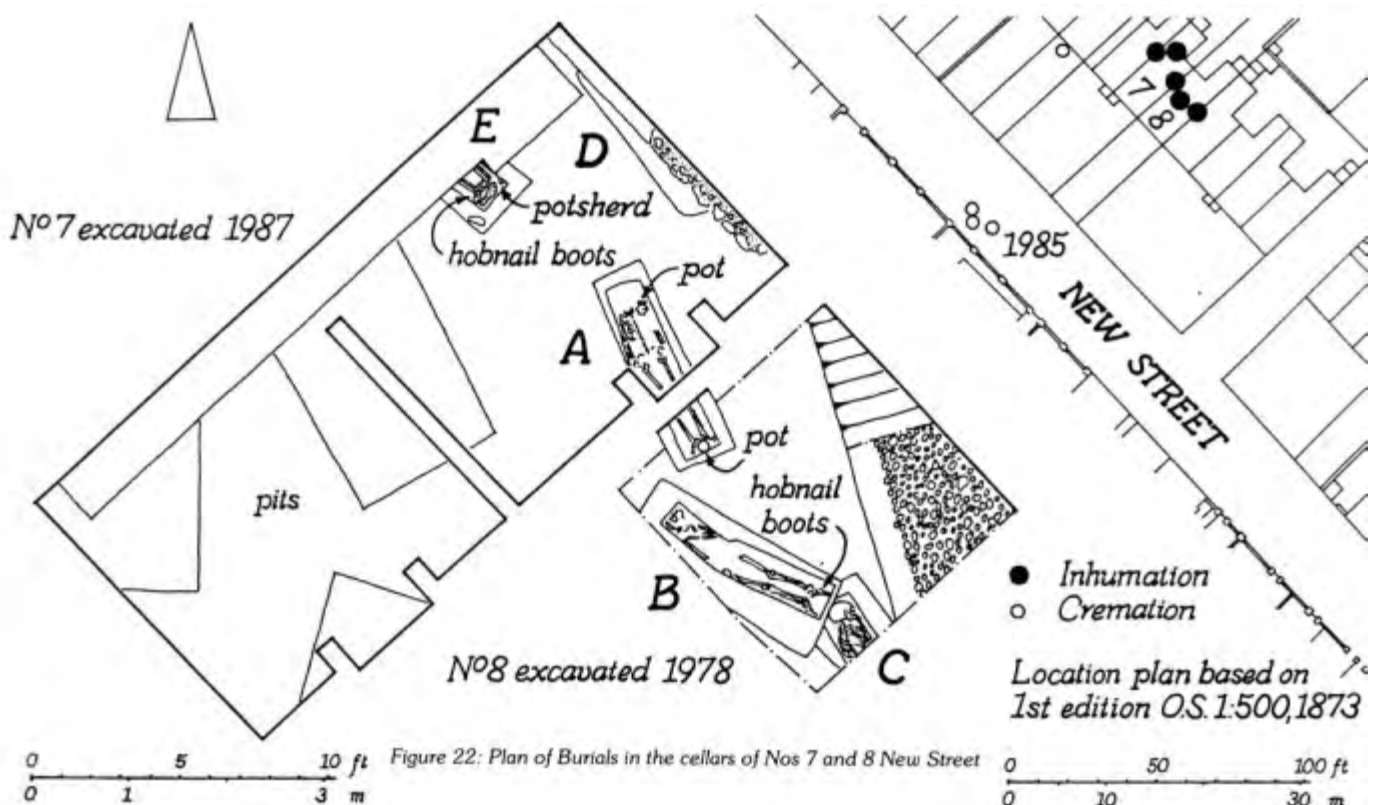 E
D
potsherd
Nº7 excavated 1987
hobnail boots
pot
A
pot
pits
hobnail
boots
B
C
Nº8 excavated 1978
7
8
1985
NEW STREET
Inhumation
Cremation
Location plan based on
1st edition O.S. 1:500, 1873
0 5 10 ft
0 1 3 m
Figure 22: Plan of Burials in the cellars of Nos 7 and 8 New Street
0 50 100 ft
0 10 30 m